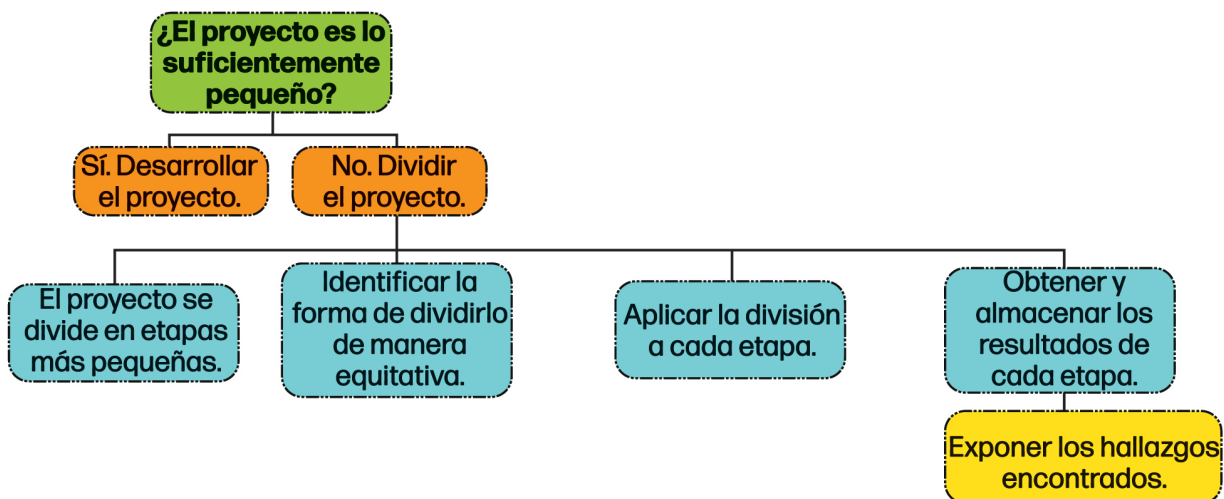 ¿El proyecto es lo
suficientemente
pequeño?
Sí. Desarrollar
el proyecto.
No. Dividir
el proyecto.
El proyecto se
divide en etapas
más pequeñas.
Identificar la
forma de dividirlo
de manera
equitativa.
Aplicar la división
a cada etapa.
Obtener y
almacenar los
resultados de
cada etapa.
Exponer los hallazgos
encontrados.